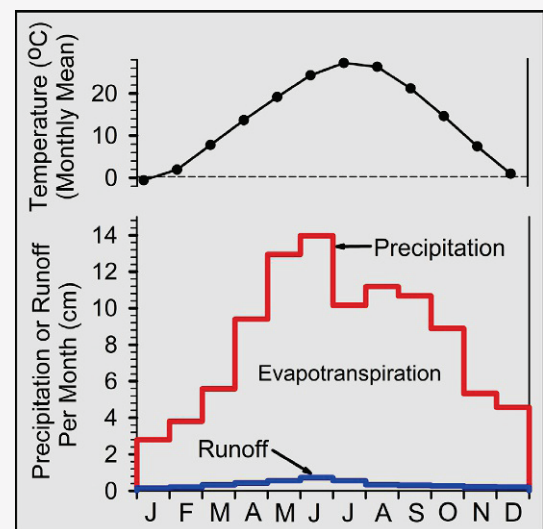 Temperature (ºC)
(Monthly Mean)
20
10
0
Precipitation or Runoff
Per Month (cm)
14
12
10
8
6
4
2
0
Precipitation
Evapotranspiration
Runoff
J F M A M J J A S O N D